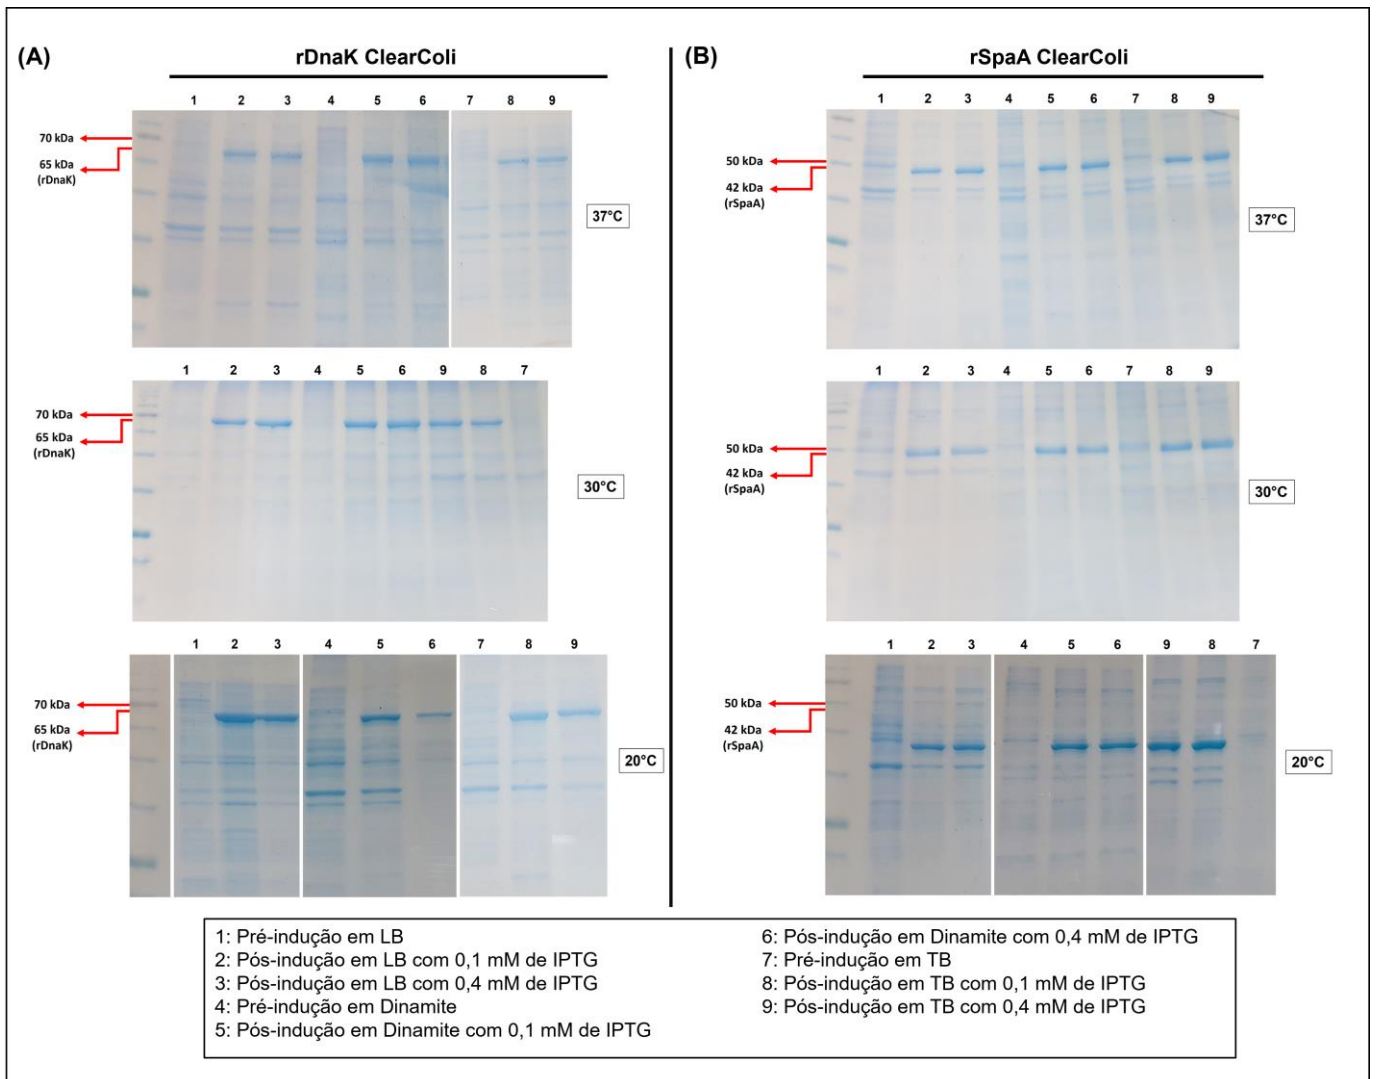 (A)
rDnaK ClearColi
1 2 3 4 5 6 7 8 9
70 kDa
65 kDa
(rDnaK)
37°C
1 2 3 4 5 6 9 8 7
70 kDa
65 kDa
(rDnaK)
30°C
1 2 3 4 5 6 7 8 9
70 kDa
65 kDa
(rDnaK)
20°C
(B)
rSpaA ClearColi
1 2 3 4 5 6 7 8 9
50 kDa
42 kDa
(rSpaA)
37°C
1 2 3 4 5 6 7 8 9
50 kDa
42 kDa
(rSpaA)
30°C
1 2 3 4 5 6 9 8 7
50 kDa
42 kDa
(rSpaA)
20°C
1: Pré-indução em LB
2: Pós-indução em LB com 0,1 mM de IPTG
3: Pós-indução em LB com 0,4 mM de IPTG
4: Pré-indução em Dinamite
5: Pós-indução em Dinamite com 0,1 mM de IPTG
6: Pós-indução em Dinamite com 0,4 mM de IPTG
7: Pré-indução em TB
8: Pós-indução em TB com 0,1 mM de IPTG
9: Pós-indução em TB com 0,4 mM de IPTG